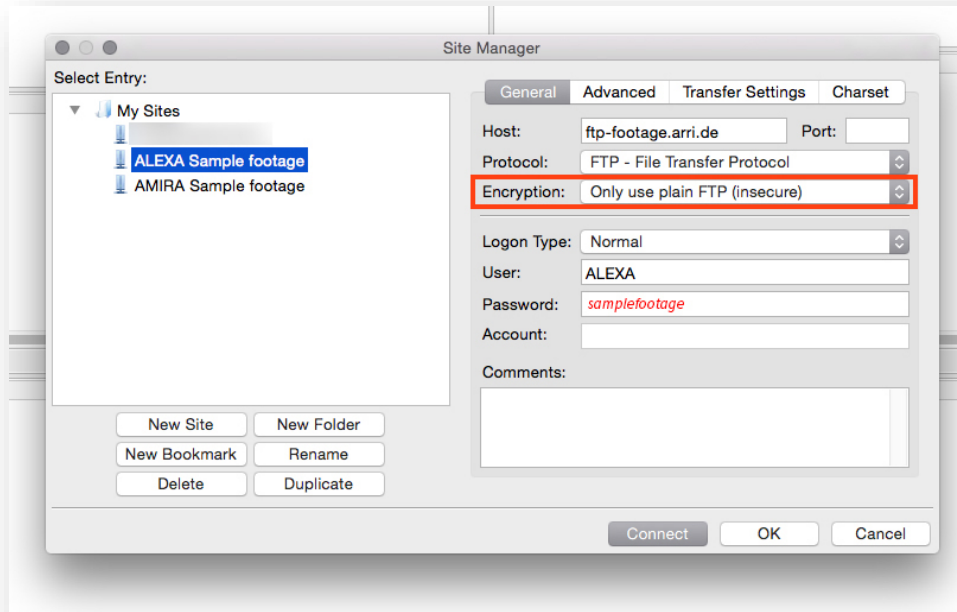 Site Manager
Select Entry:
My Sites
ALEXA Sample footage
AMIRA Sample footage
New Site
New Folder
New Bookmark
Rename
Delete
Duplicate
General
Advanced
Transfer Settings
Charset
Host:
ftp-footage.arri.de
Port:
Protocol:
FTP - File Transfer Protocol
Encryption:
Only use plain FTP (insecure)
Logon Type:
Normal
User:
ALEXA
Password:
samplefootage
Account:
Comments:
Connect
OK
Cancel